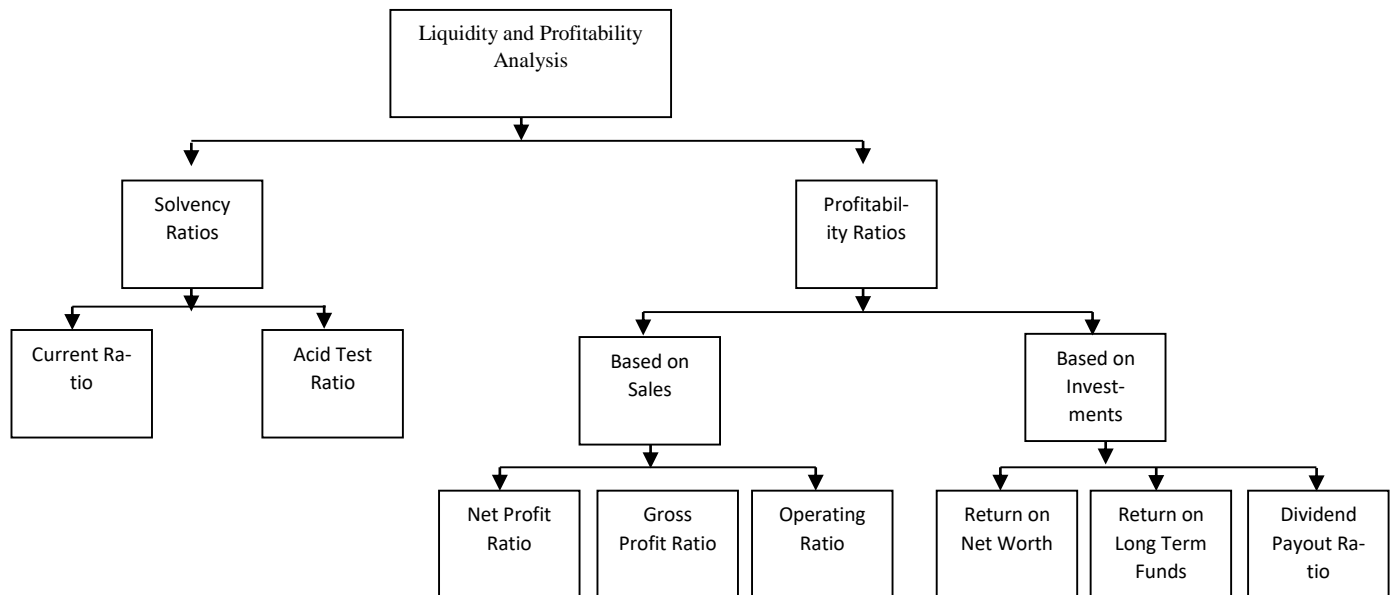 Liquidity and Profitability
Analysis
Solvency
Ratios
Profitabil-
ity Ratios
Current Ra-
tio
Acid Test
Ratio
Based on
Sales
Based on
Invest-
ments
Net Profit
Ratio
Gross
Profit Ratio
Operating
Ratio
Return on
Net Worth
Return on
Long Term
Funds
Dividend
Payout Ra-
tio